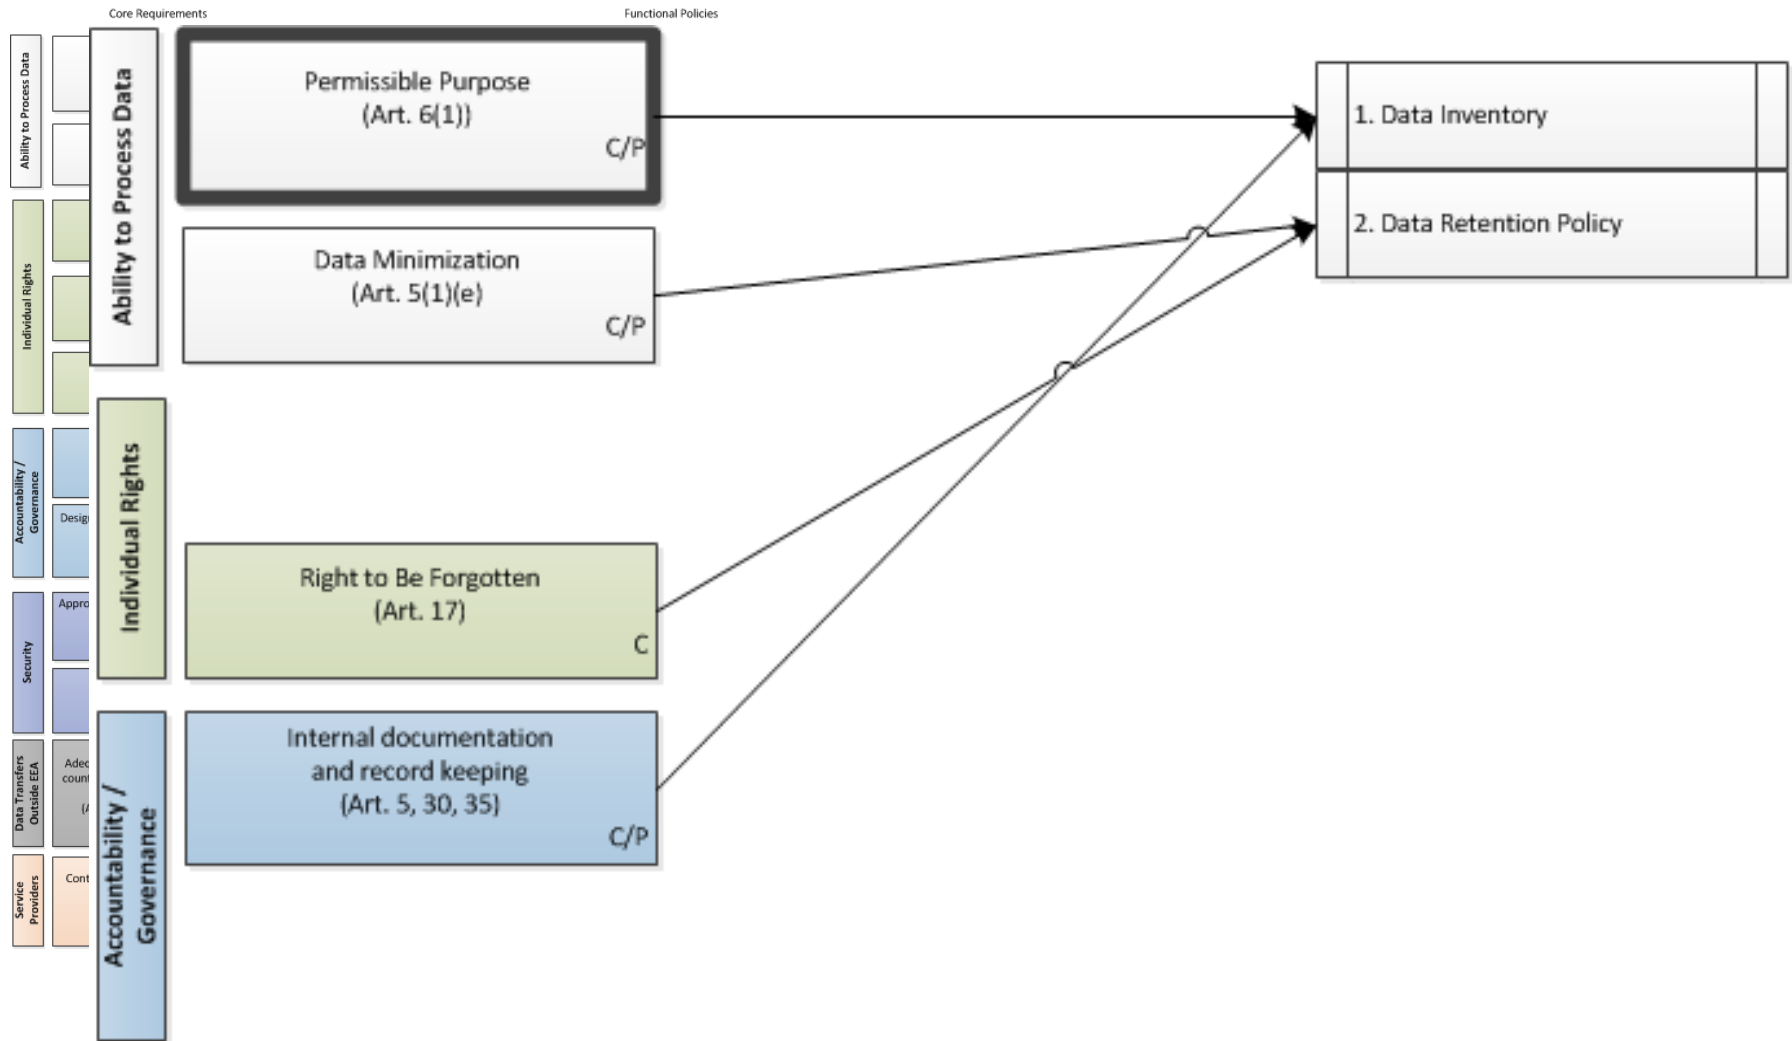 Core Requirements
Functional Policies
Ability to Process Data
Individual Rights
Accountability /
Governance
Security
Data Transfers
Outside EEA
Service
Providers
Ability to Process Data
Permissible Purpose
(Art. 6(1))
C/P
Data Minimization
(Art. 5(1)(e)
C/P
Individual Rights
Right to Be Forgotten
(Art. 17)
C
Accountability /
Governance
Internal documentation
and record keeping
(Art. 5, 30, 35)
C/P
1. Data Inventory
2. Data Retention Policy